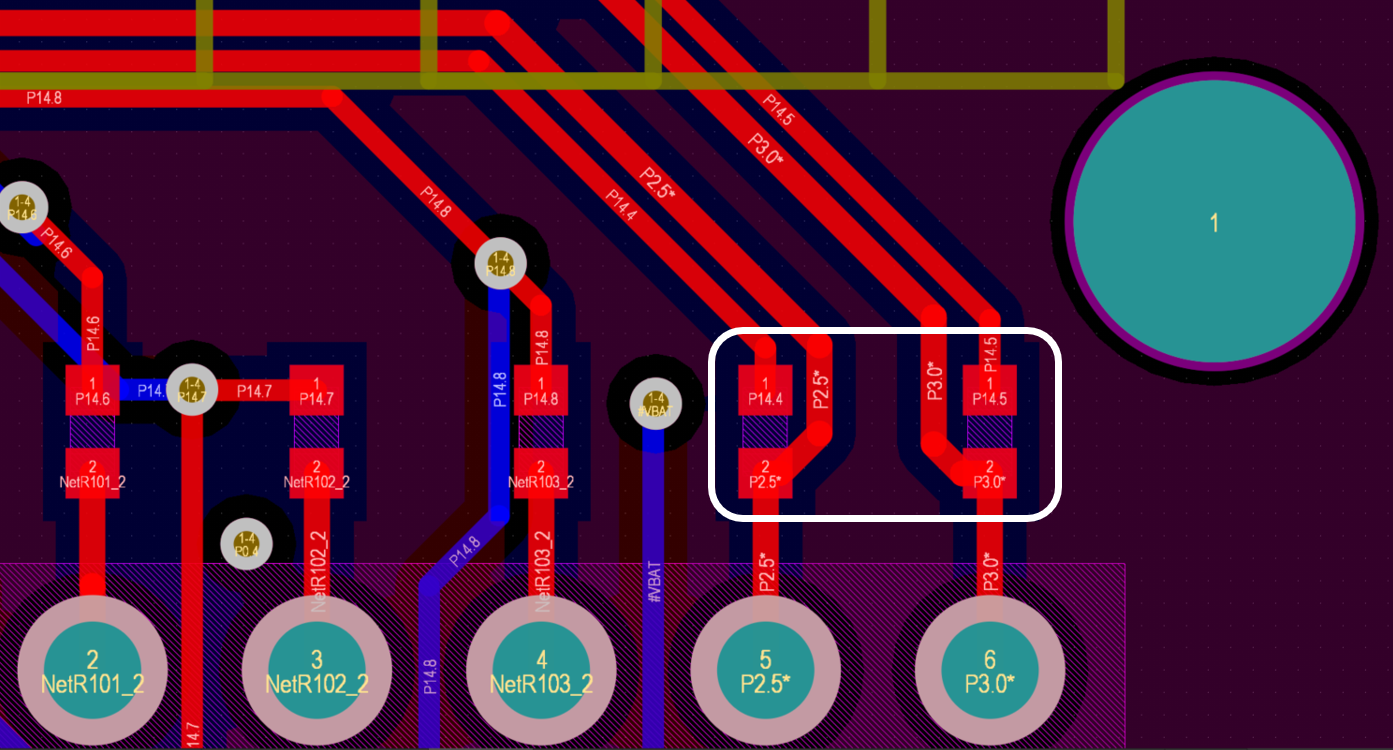 P14.8
P14.5
P3.0*
P2.5*
P14.4
P14.8
1-4
P14.6
P14.6
1-4
P14.8
P14.6
P14.8
P14.5
1
P14.6
P14.
1-4
P14.7
P14.7
1
P14.7
P14.8
1
P14.8
1-4
#VBAT
1
P14.4
P2.5*
P3.0*
1
P14.5
2
NetR101_2
2
NetR102_2
2
NetR103_2
2
P2.5*
2
P3.0*
1-4
P0.4
NetR102_2
P14.8
NetR103_2
#VBAT
P2.5*
P3.0*
2
NetR101_2
3
NetR102_2
P14.8
4
NetR103_2
5
P2.5*
6
P3.0*
14.7
1